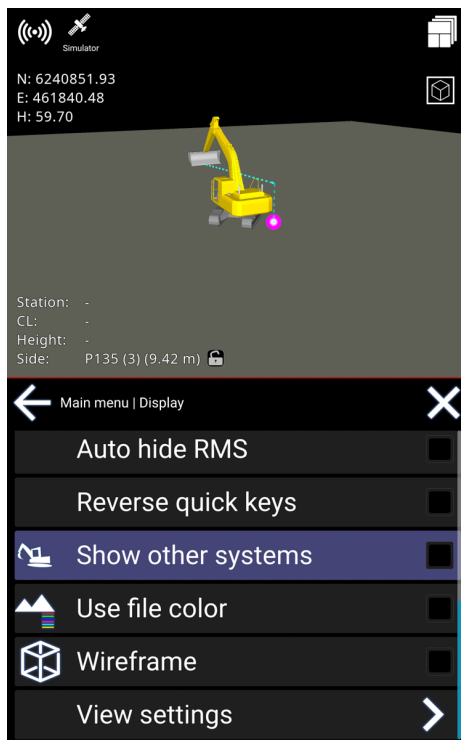 Simulator
N: 6240851.93
E: 461840.48
H: 59.70
Station: -
CL: -
Height: -
Side: P135 (3) (9.42 m)
Main menu | Display
Auto hide RMS
Reverse quick keys
Show other systems
Use file color
Wireframe
View settings